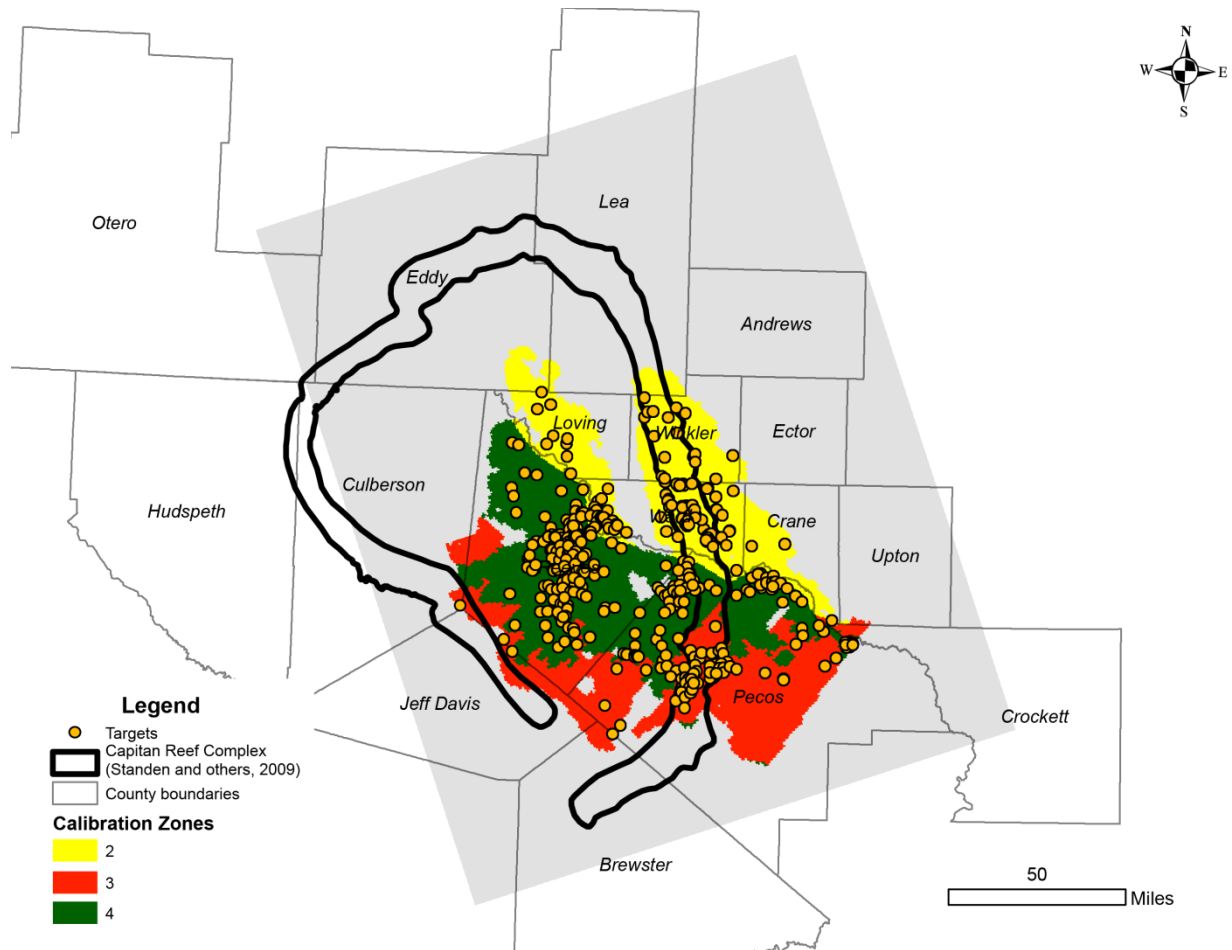 N
W E
S
Lea
Otero
Eddy
Andrews
Loving
Winkler
Ector
Culberson
Hudspeth
Crane
Upton
Jeff Davis
Pecos
Crockett
Brewster
Legend
Targets
Capitan Reef Complex
(Standen and others, 2009)
County boundaries
Calibration Zones
2
3
4
50
Miles